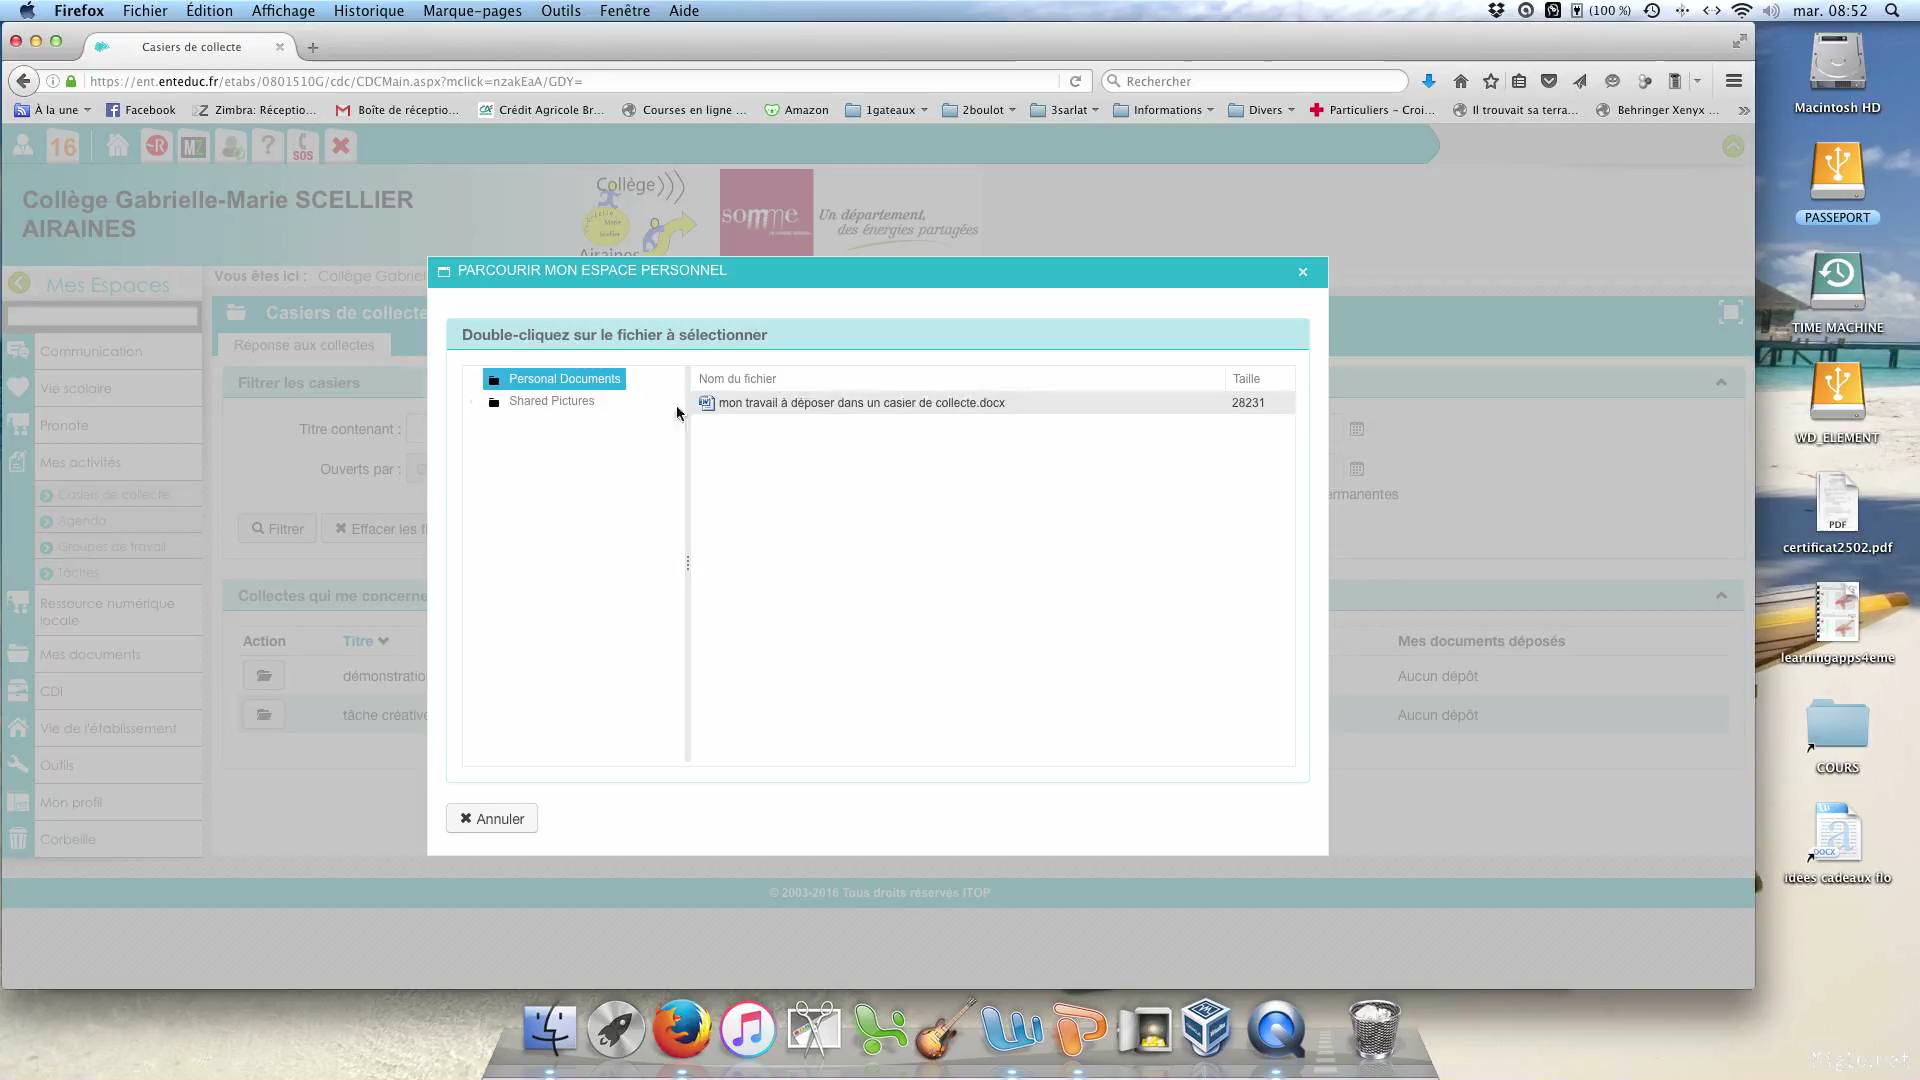 Firefox Fichier Édition Affichage Historique Marque-pages Outils Fenêtre Aide (100 %) mar. 08:52
Casiers de collecte
https://ent.enteduc.fr/etabs/0801510G/cdc/CDCMain.aspx?mclick=nzakEaA/GDY= Rechercher
À la une Facebook Zimbra: Réceptio... Boîte de réceptio... Crédit Agricole Br... Courses en ligne ... Amazon 1gateaux 2boulot 3sarlat Informations Divers Particuliers – Croi... Il trouvait sa terra... Behringer Xenyx ...
16 R MZ ? SOS
Collège Gabrielle-Marie SCELLIER
AIRAINES
Collège
Airaines
somme
Un département,
des énergies partagées
Mes Espaces
Vous êtes ici : Collège Gabriel
Casiers de collecte
Réponse aux collectes
Filtrer les casiers
Titre contenant :
Ouverts par :
ermanentes
Filtrer
Effacer les fi
Collectes qui me concerne
Action Titre Mes documents déposés
démonstratio Aucun dépôt
tâche créative Aucun dépôt
Communication
Vie scolaire
Pronote
Mes activités
Casiers de collecte
Agenda
Groupes de travail
Tâches
Ressource numérique
locale
Mes documents
CDI
Vie de l'établissement
Outils
Mon profil
Corbeille
PARCOURIR MON ESPACE PERSONNEL
Double-cliquez sur le fichier à sélectionner
Personal Documents
Shared Pictures
Nom du fichier Taille
mon travail à déposer dans un casier de collecte.docx 28231
Annuler
© 2003-2016 Tous droits réservés ITOP
Macintosh HD
PASSEPORT
TIME MACHINE
WD_ELEMENT
PDF
certificat2502.pdf
learningapps4eme
COURS
DOCX
idees cadeaux flo